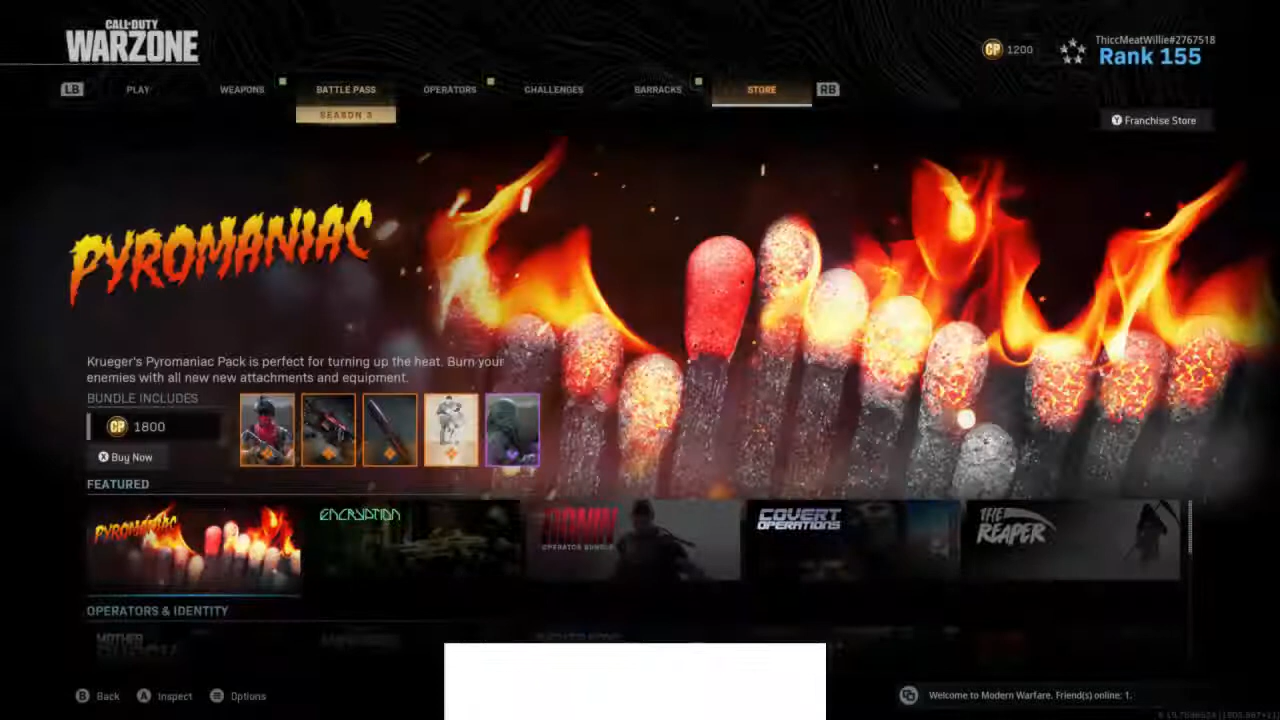 CALL OF DUTY
WARZONE
CP 1200
ThiccMeatWillie#2767518
Rank 155
LB
PLAY
WEAPONS
BATTLE PASS
OPERATORS
CHALLENGES
BARRACKS
STORE
RB
SEASON 3
Y Franchise Store
PYROMANIAC
Krueger's Pyromaniac Pack is perfect for turning up the heat. Burn your
enemies with all new new attachments and equipment.
BUNDLE INCLUDES
CP 1800
X Buy Now
FEATURED
PYROMANIAC
ENCRYPTION
RONIN
OPERATOR BUNDLE
COVERT
OPERATIONS
THE
REAPER
OPERATORS & IDENTITY
MOTHER
B Back
A Inspect
Options
Welcome to Modern Warfare. Friend(s) online: 1.